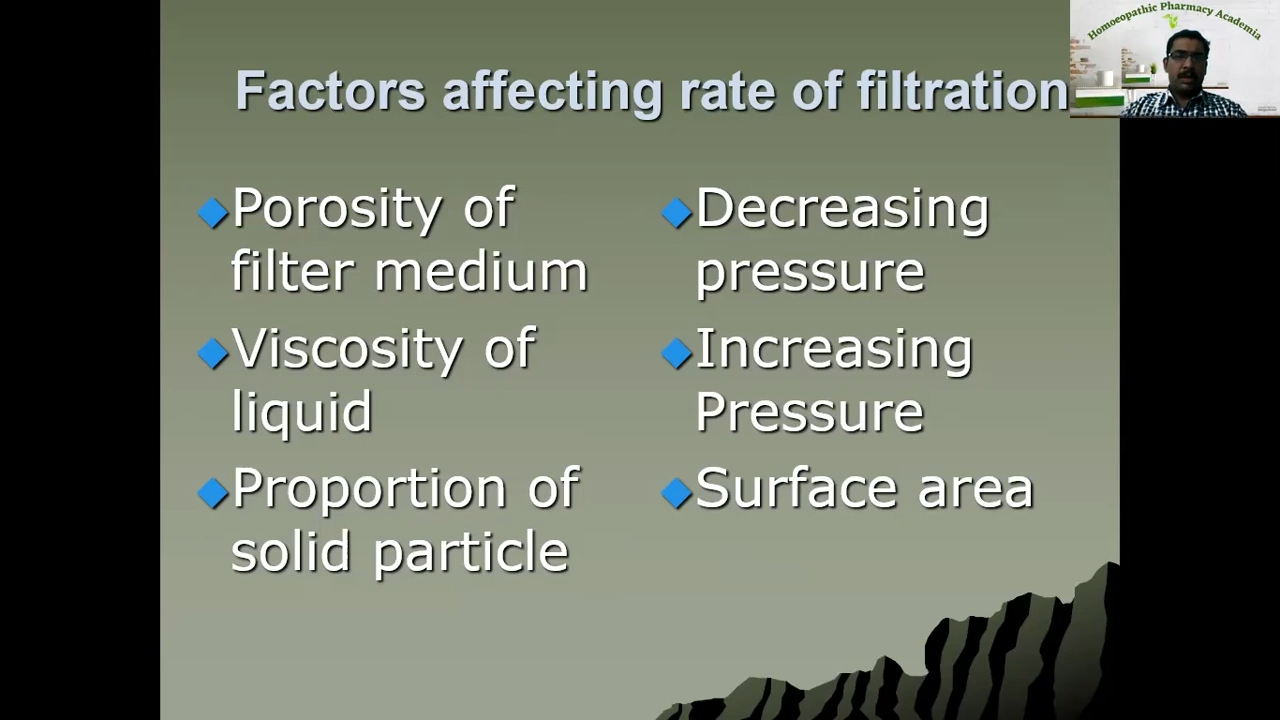 Homoeopathic Pharmacy Academia
Factors affecting rate of filtration
Porosity of
filter medium
Viscosity of
liquid
Proportion of
solid particle
Decreasing
pressure
Increasing
Pressure
Surface area